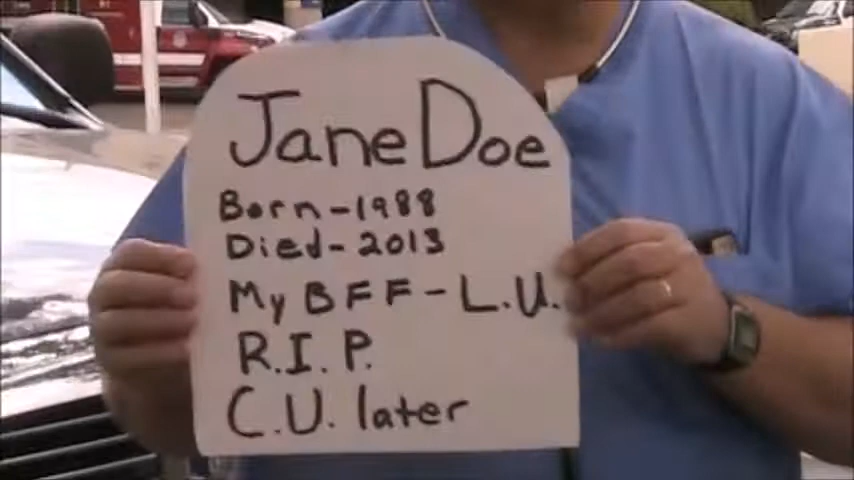 Jane Doe
Born-1988
Died-2013
My BFF-L.U.
R.I.P.
C.U. later